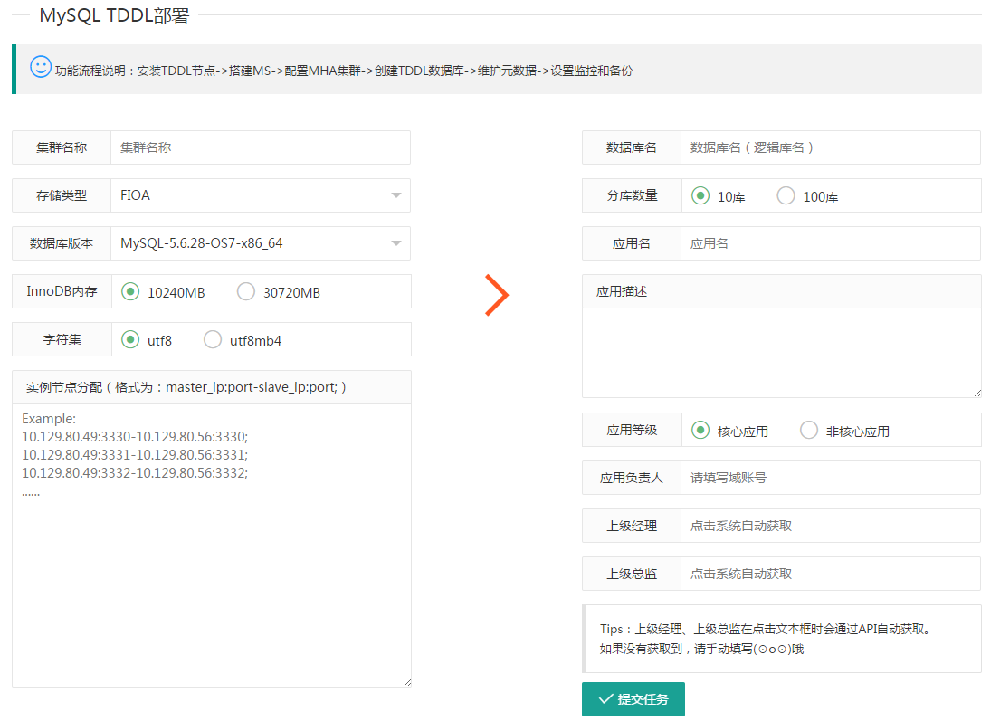 MySQL TDDL部署
功能流程说明：安装TDDL节点->搭建MS->配置MHA集群->创建TDDL数据库->维护元数据->设置监控和备份
集群名称 集群名称
存储类型 FIOA
数据库版本 MySQL-5.6.28-OS7-x86_64
InnoDB内存 10240MB 30720MB
字符集 utf8 utf8mb4
实例节点分配（格式为：master_ip:port-slave_ip:port;）
Example:
10.129.80.49:3330-10.129.80.56:3330;
10.129.80.49:3331-10.129.80.56:3331;
10.129.80.49:3332-10.129.80.56:3332;
......
数据库名 数据库名（逻辑库名）
分库数量 10库 100库
应用名 应用名
应用描述
应用等级 核心应用 非核心应用
应用负责人 请填写域账号
上级经理 点击系统自动获取
上级总监 点击系统自动获取
Tips：上级经理、上级总监在点击文本框时会通过API自动获取。
如果没有获取到，请手动填写(⊙o⊙)哦
提交任务